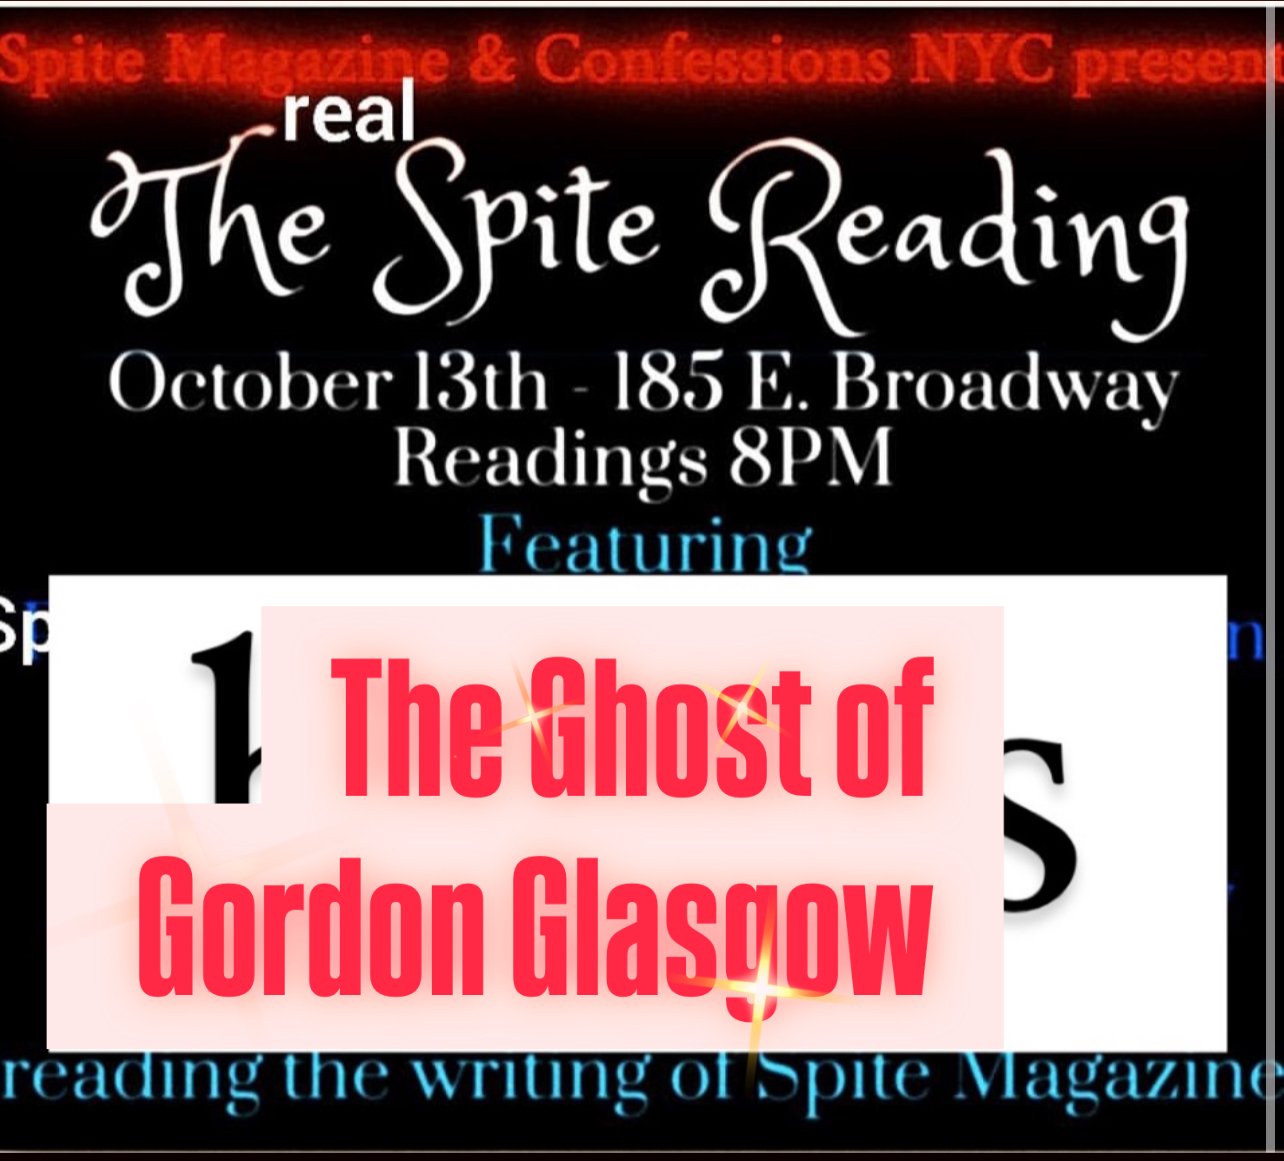 Spite Magazine & Confessions NYC present
real
The Spite Reading
October 13th - 185 E. Broadway
Readings 8PM
Featuring
The Ghost of
Gordon Glasgow
reading the writing of Spite Magazine